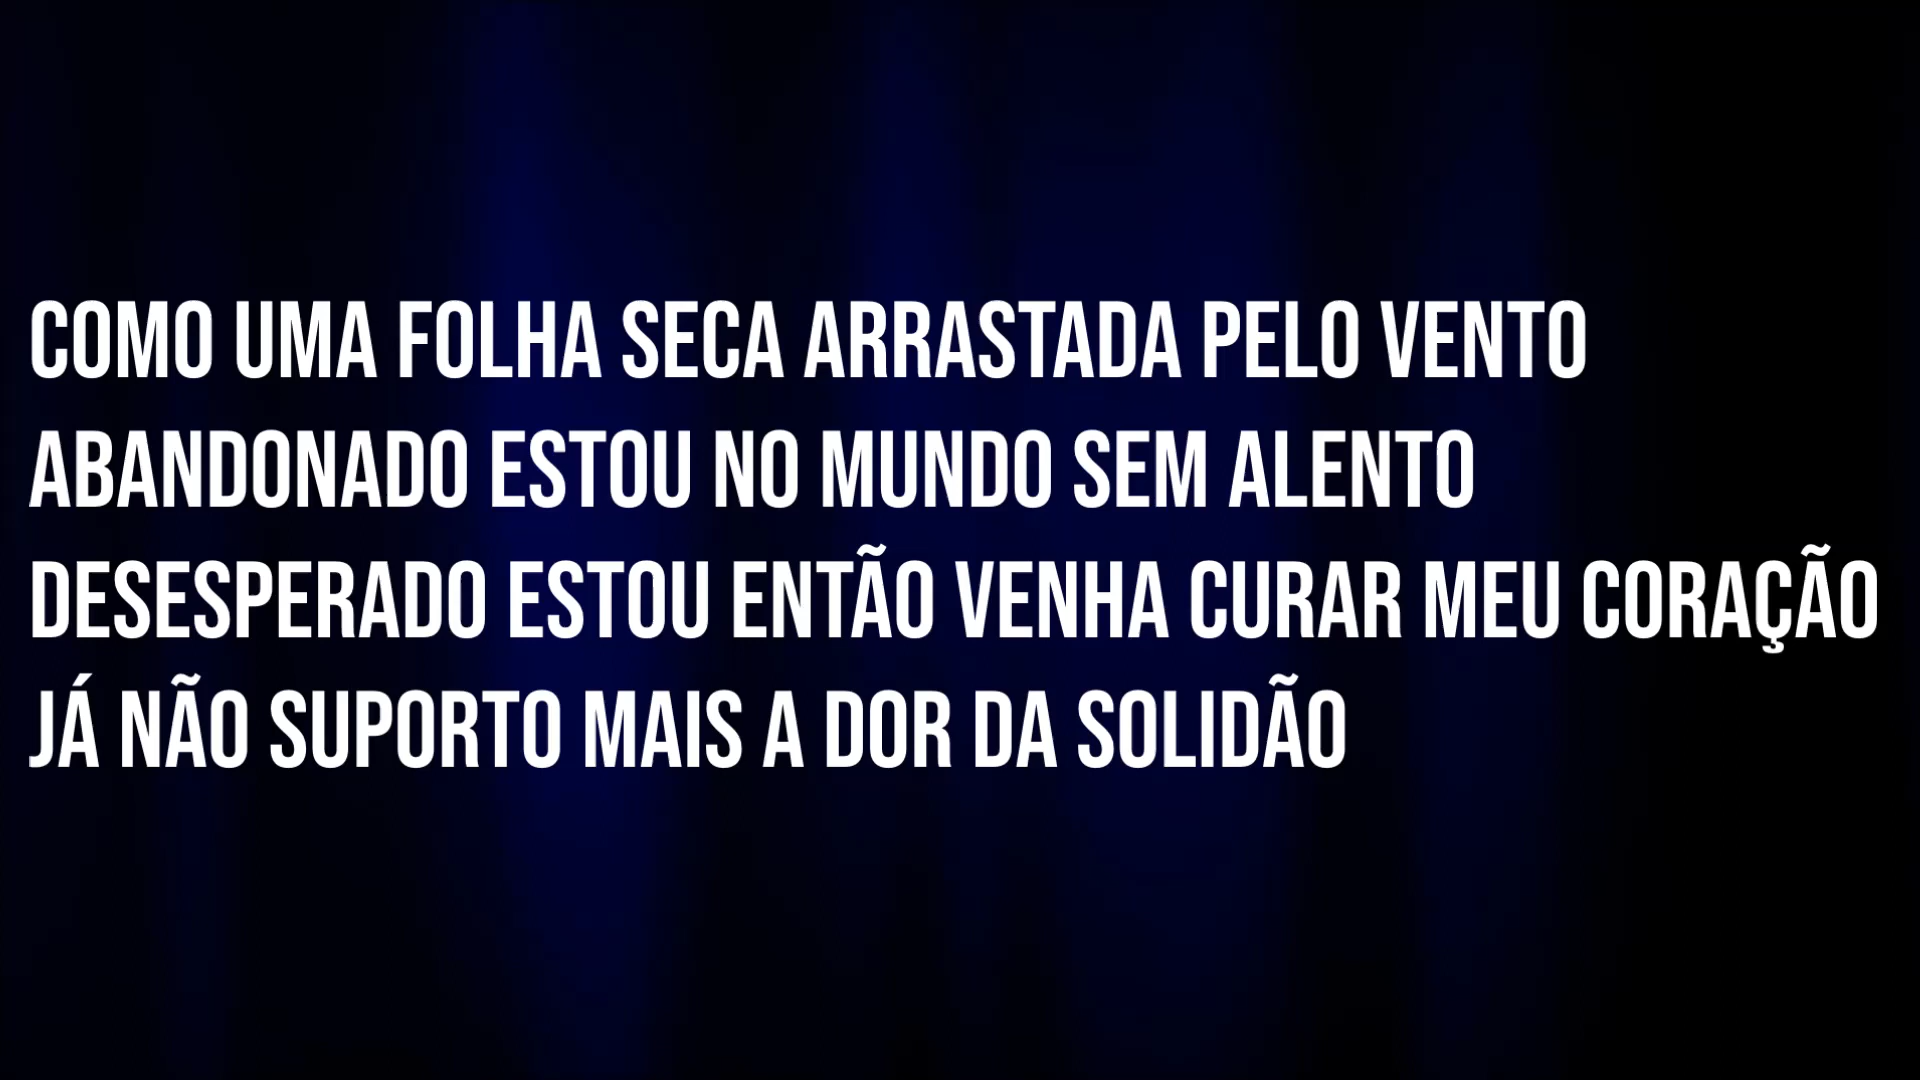 COMO UMA FOLHA SECA ARRASTADA PELO VENTO
ABANDONADO ESTOU NO MUNDO SEM ALENTO
DESESPERADO ESTOU ENTÃO VENHA CURAR MEU CORAÇÃO
JÁ NÃO SUPORTO MAIS A DOR DA SOLIDÃO